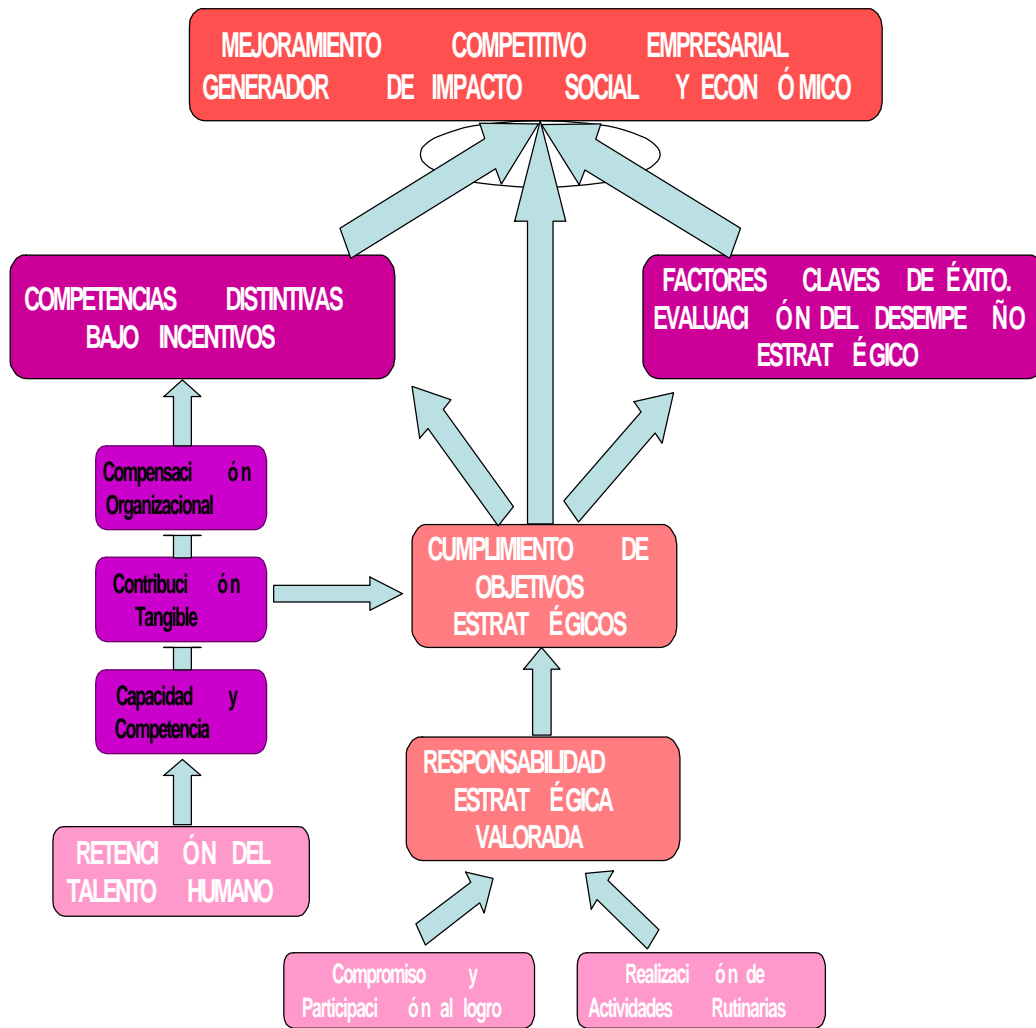 MEJORAMIENTO COMPETITIVO EMPRESARIAL
GENERADOR DE IMPACTO SOCIAL Y ECONÓMICO
COMPETENCIAS DISTINTIVAS
BAJO INCENTIVOS
FACTORES CLAVES DE ÉXITO.
EVALUACIÓN DEL DESEMPEÑO
ESTRATÉGICO
Compensación
Organizacional
Contribución
Tangible
CUMPLIMIENTO DE
OBJETIVOS
ESTRATÉGICOS
Capacidad y
Competencia
RESPONSABILIDAD
ESTRATÉGICA
VALORADA
RETENCIÓN DEL
TALENTO HUMANO
Compromiso y
Participación al logro
Realización de
Actividades Rutinarias